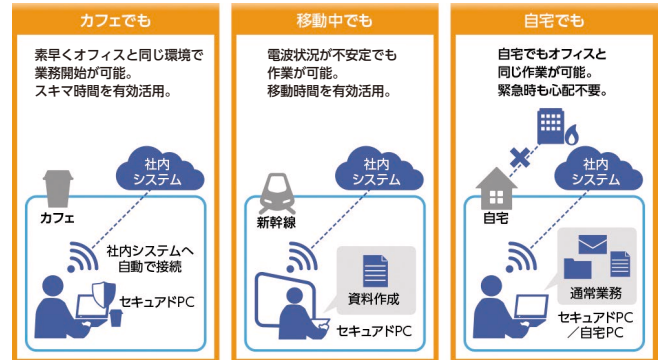 カフェでも
素早くオフィスと同じ環境で
業務開始が可能。
スキマ時間を有効活用。
社内
システム
カフェ
社内システムへ
自動で接続
セキュアドPC
移動中でも
電波状況が不安定でも
作業が可能。
移動時間を有効活用。
社内
システム
新幹線
資料作成
セキュアドPC
自宅でも
自宅でもオフィスと
同じ作業が可能。
緊急時も心配不要。
社内
システム
自宅
通常業務
セキュアドPC
／自宅PC